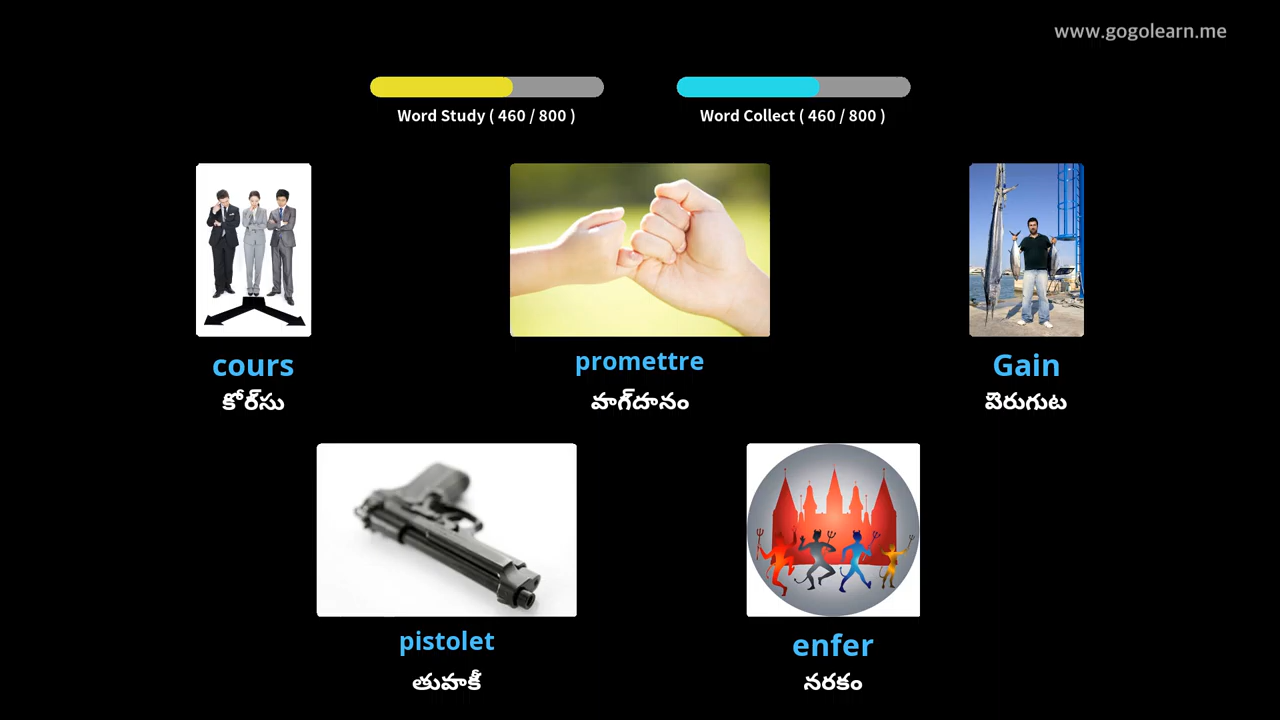 www.gogolearn.me
Word Study ( 460 / 800 )
Word Collect ( 460 / 800 )
cours
కోర్‌సు
promettre
వాగ్‌దానం
Gain
పెరుగుట
pistolet
తుపాకీ
enfer
నరకం